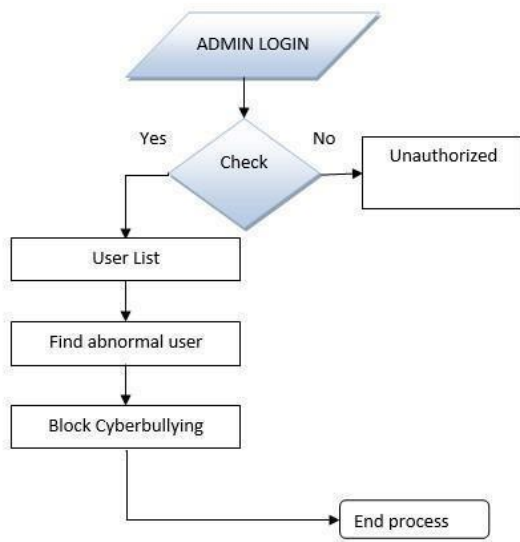 ADMIN LOGIN
Yes
No
Check
Unauthorized
User List
Find abnormal user
Block Cyberbullying
End process